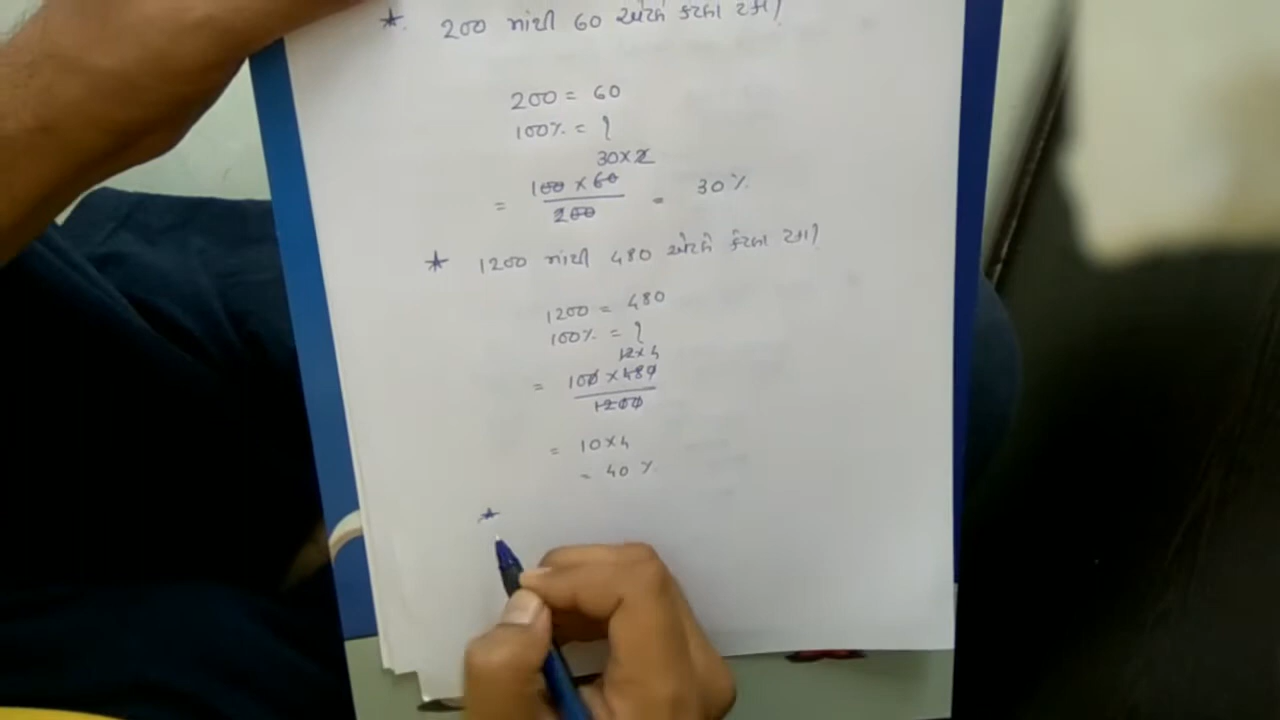 ★ 200 માંથી 60 એટલે કેટલા ટકા?
200 = 60
100% = ?
30×2
= 100 × 60
200
= 30%
★ 1200 માંથી 480 એટલે કેટલા ટકા?
1200 = 480
100% = ?
12×4
= 100 × 480
1200
= 10×4
= 40 %
★